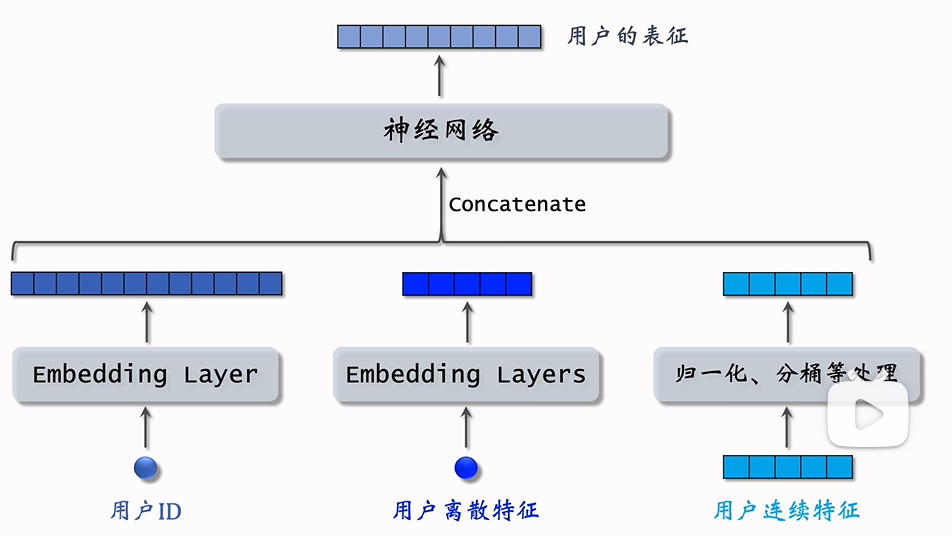 用户的表征
神经网络
Concatenate
Embedding Layer
Embedding Layers
归一化、分桶等处理
用户ID
用户离散特征
用户连续特征